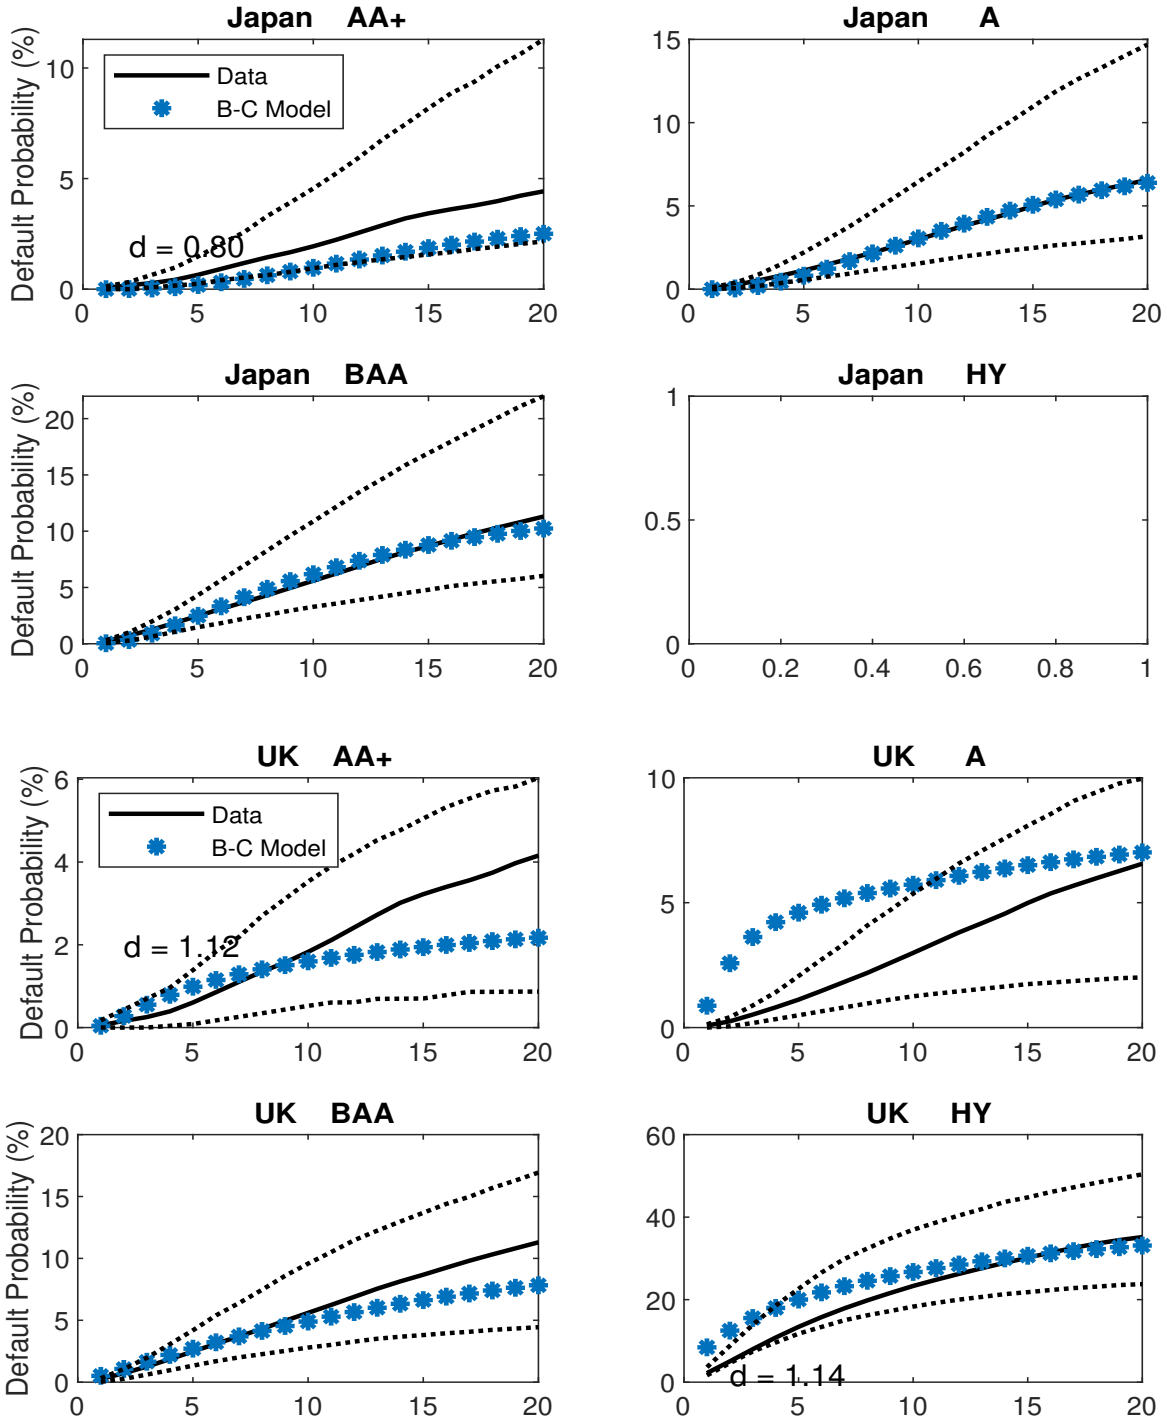 Japan AA+
Default Probability (%)
10
5
0
Data
B-C Model
d = 0.80
0 5 10 15 20
Japan A
15
10
5
0
0 5 10 15 20
Japan BAA
Default Probability (%)
20
15
10
5
0
0 5 10 15 20
Japan HY
1
0.5
0
0 0.2 0.4 0.6 0.8 1
UK AA+
Default Probability (%)
6
4
2
0
Data
B-C Model
d = 1.12
0 5 10 15 20
UK A
10
5
0
0 5 10 15 20
UK BAA
Default Probability (%)
20
15
10
5
0
0 5 10 15 20
UK HY
60
40
20
0
d = 1.14
0 5 10 15 20